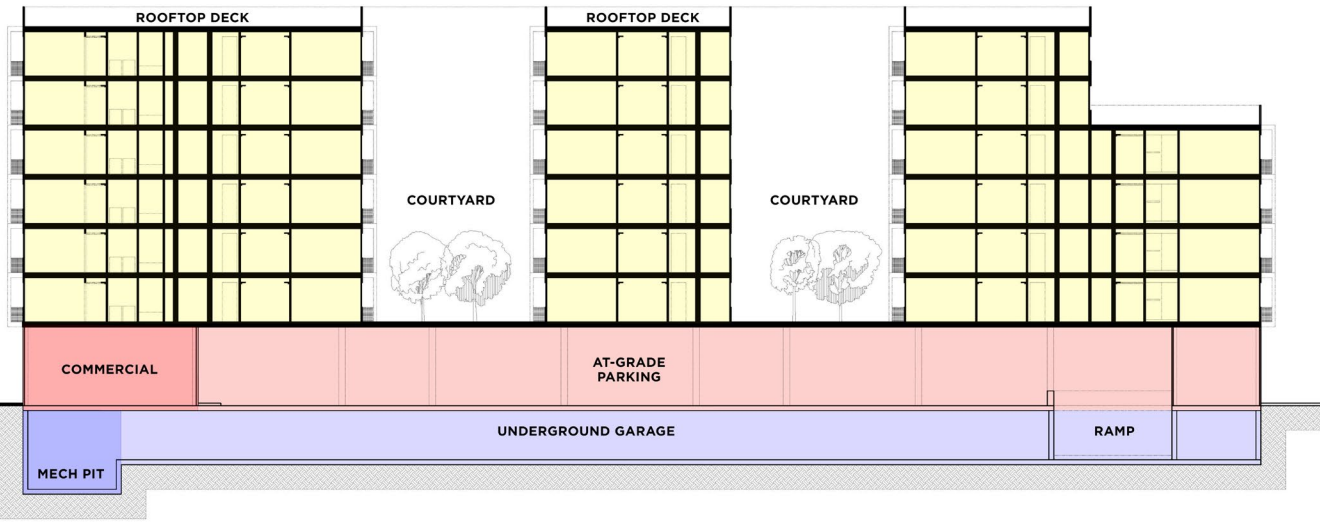 ROOFTOP DECK
ROOFTOP DECK
COURTYARD
COURTYARD
COMMERCIAL
AT-GRADE
PARKING
UNDERGROUND GARAGE
RAMP
MECH PIT